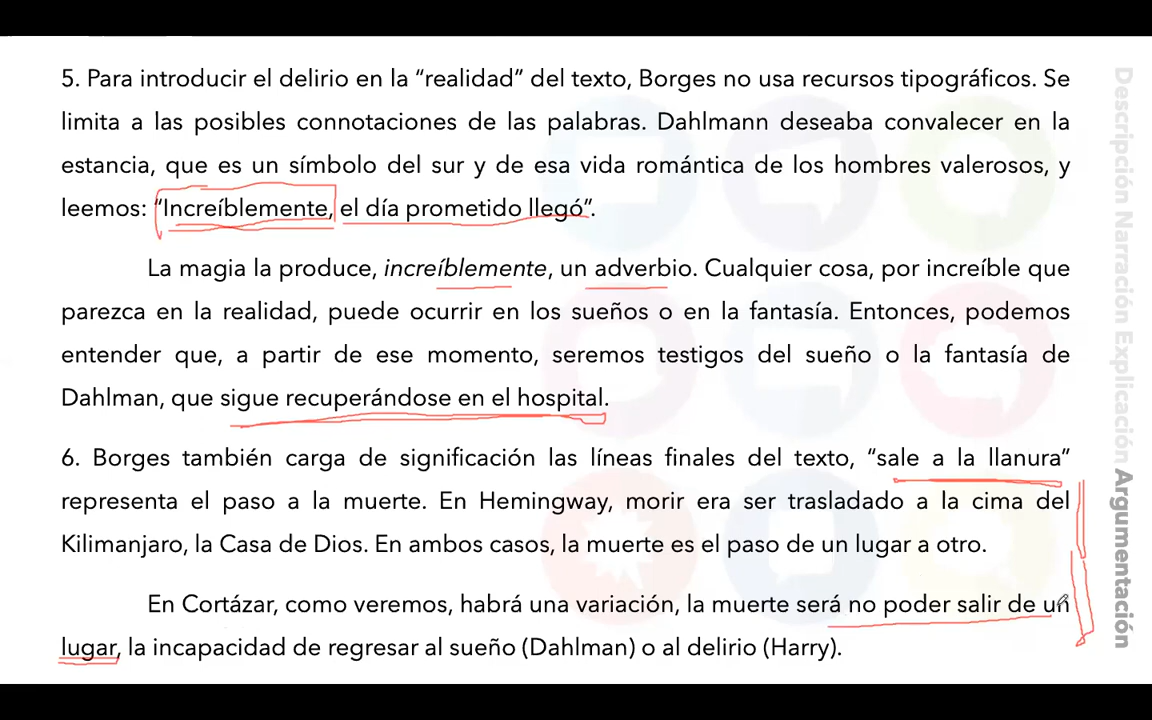 5. Para introducir el delirio en la “realidad” del texto, Borges no usa recursos tipográficos. Se
limita a las posibles connotaciones de las palabras. Dahlmann deseaba convalecer en la
estancia, que es un símbolo del sur y de esa vida romántica de los hombres valerosos, y
leemos: “Increíblemente, el día prometido llegó”.
La magia la produce, increíblemente, un adverbio. Cualquier cosa, por increíble que
parezca en la realidad, puede ocurrir en los sueños o en la fantasía. Entonces, podemos
entender que, a partir de ese momento, seremos testigos del sueño o la fantasía de
Dahlman, que sigue recuperándose en el hospital.
6. Borges también carga de significación las líneas finales del texto, “sale a la llanura”
representa el paso a la muerte. En Hemingway, morir era ser trasladado a la cima del
Kilimanjaro, la Casa de Dios. En ambos casos, la muerte es el paso de un lugar a otro.
En Cortázar, como veremos, habrá una variación, la muerte será no poder salir de un
lugar, la incapacidad de regresar al sueño (Dahlman) o al delirio (Harry).
Descripción Narración Explicación Argumentación